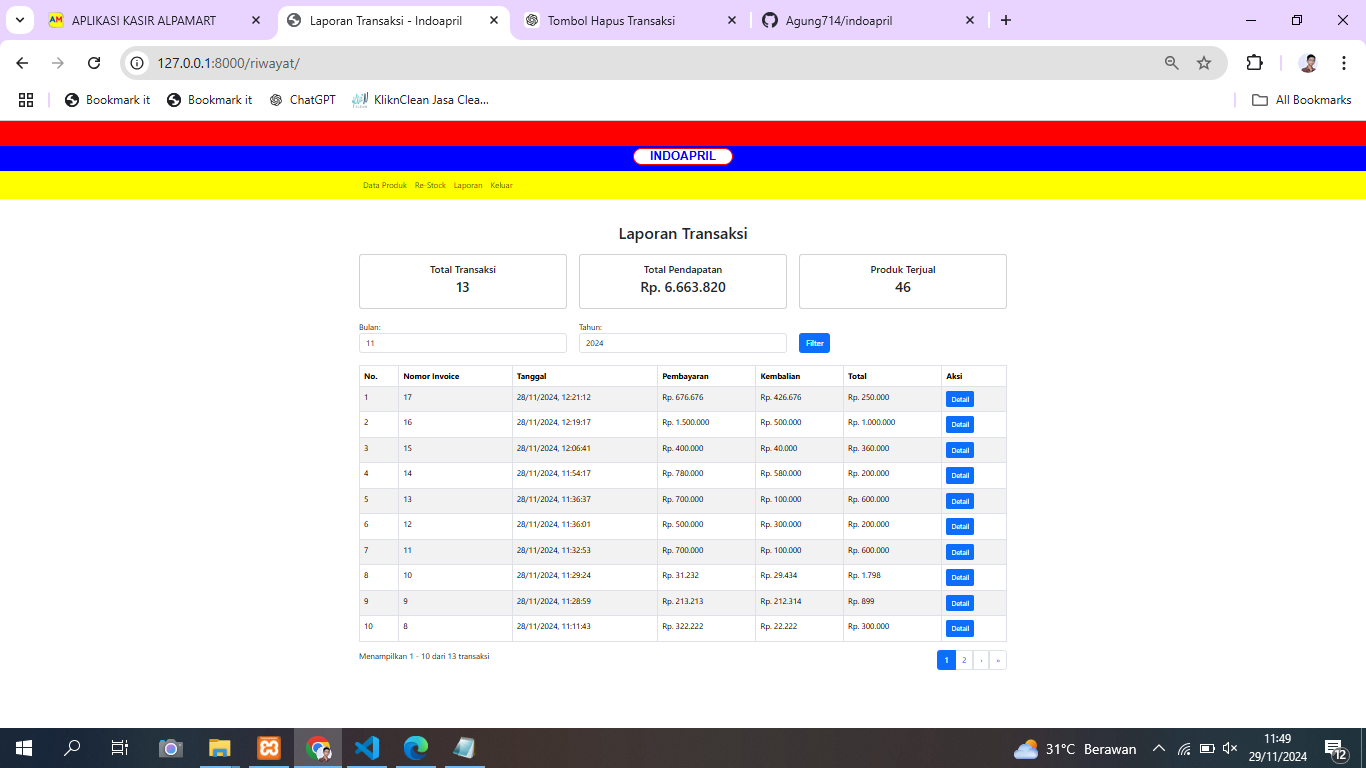 AM APLIKASI KASIR ALPAMART
Laporan Transaksi - Indoapril
Tombol Hapus Transaksi
Agung714/indoapril
127.0.0.1:8000/riwayat/
Bookmark it
Bookmark it
ChatGPT
KliknClean Jasa Clea...
All Bookmarks
INDOAPRIL
Data Produk Re-Stock Laporan Keluar
Laporan Transaksi
Total Transaksi
13
Total Pendapatan
Rp. 6.663.820
Produk Terjual
46
Bulan:
11
Tahun:
2024
Filter
No. Nomor Invoice Tanggal Pembayaran Kembalian Total Aksi
1 17 28/11/2024, 12:21:12 Rp. 676.676 Rp. 426.676 Rp. 250.000 Detail
2 16 28/11/2024, 12:19:17 Rp. 1.500.000 Rp. 500.000 Rp. 1.000.000 Detail
3 15 28/11/2024, 12:06:41 Rp. 400.000 Rp. 40.000 Rp. 360.000 Detail
4 14 28/11/2024, 11:54:17 Rp. 780.000 Rp. 580.000 Rp. 200.000 Detail
5 13 28/11/2024, 11:36:37 Rp. 700.000 Rp. 100.000 Rp. 600.000 Detail
6 12 28/11/2024, 11:36:01 Rp. 500.000 Rp. 300.000 Rp. 200.000 Detail
7 11 28/11/2024, 11:32:53 Rp. 700.000 Rp. 100.000 Rp. 600.000 Detail
8 10 28/11/2024, 11:29:24 Rp. 31.232 Rp. 29.434 Rp. 1.798 Detail
9 9 28/11/2024, 11:28:59 Rp. 213.213 Rp. 212.314 Rp. 899 Detail
10 8 28/11/2024, 11:11:43 Rp. 322.222 Rp. 22.222 Rp. 300.000 Detail
Menampilkan 1 - 10 dari 13 transaksi
1 2 › »
31°C Berawan
11:49
29/11/2024
12